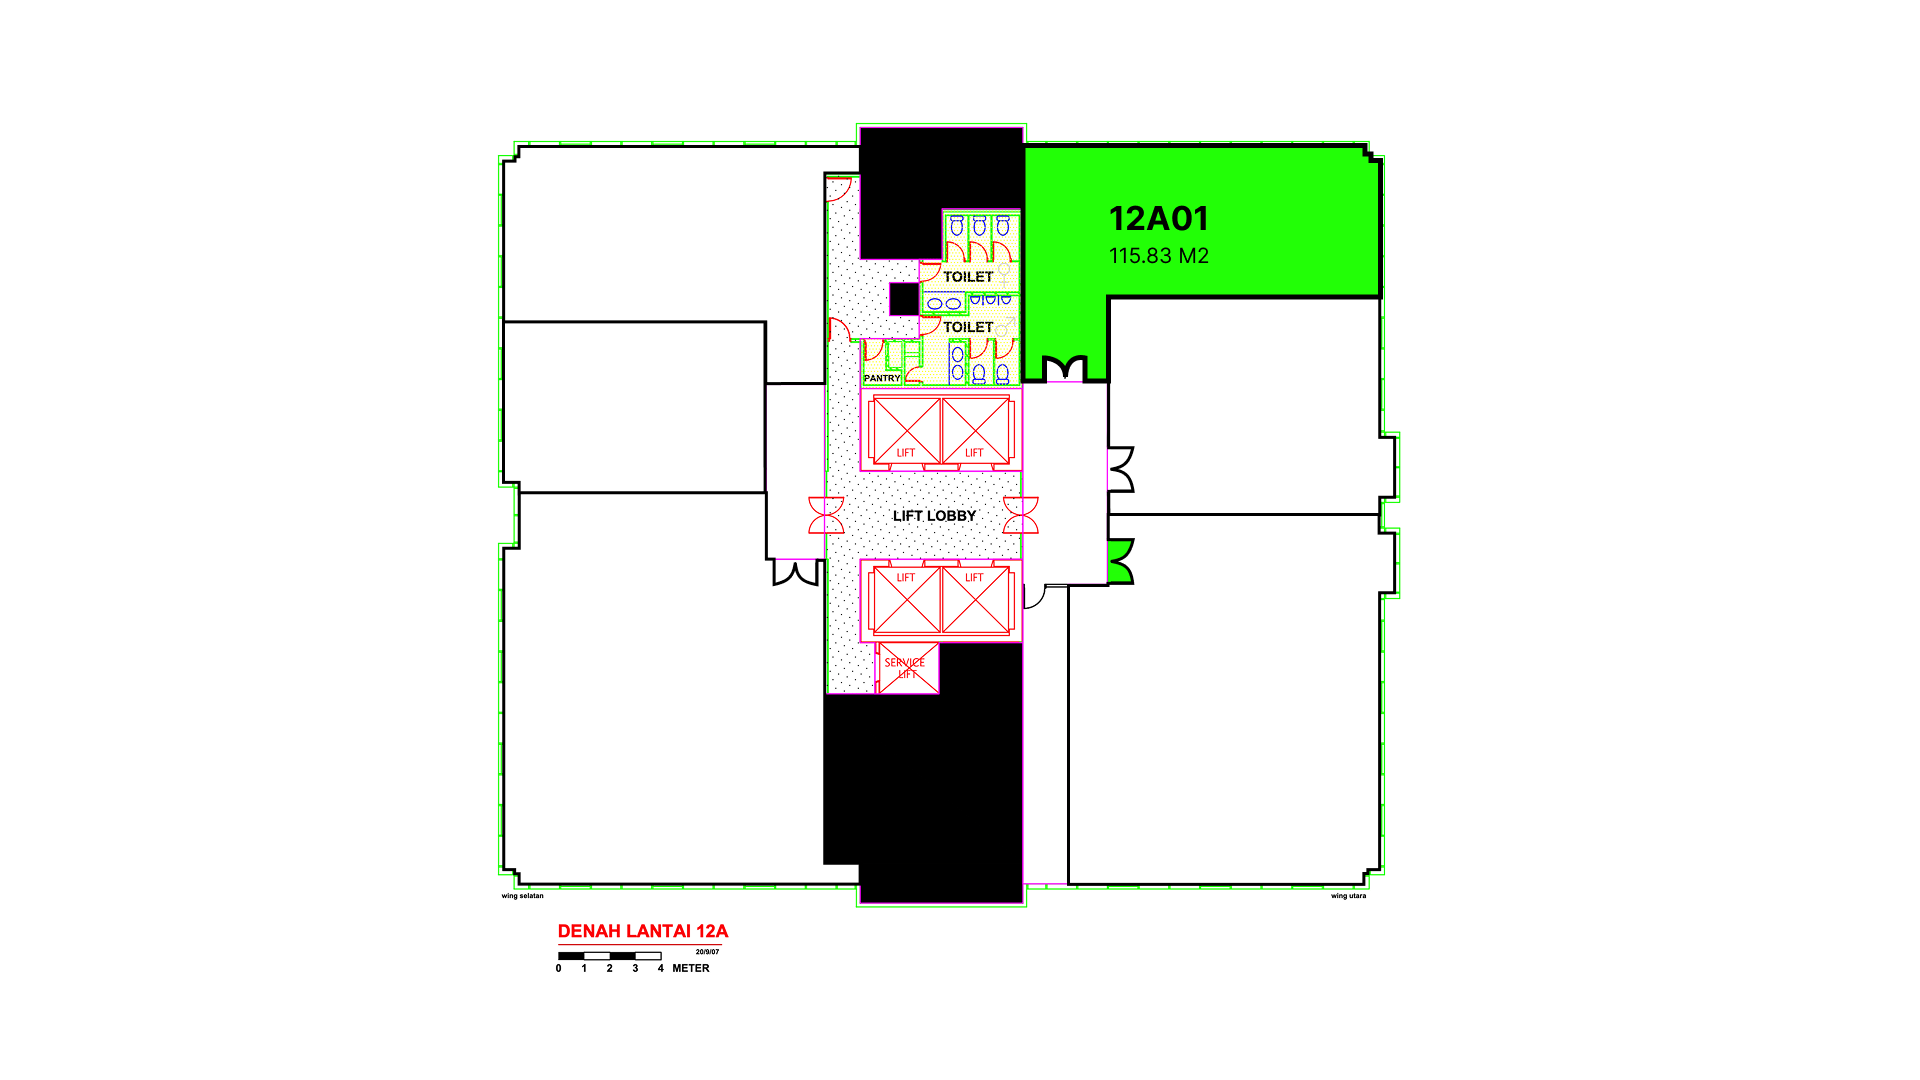 12A01
115.83 M2
TOILET
TOILET
PANTRY
LIFT
LIFT
LIFT LOBBY
LIFT
LIFT
SERVICE
LIFT
wing selatan
wing utara
DENAH LANTAI 12A
20/9/07
0 1 2 3 4 METER